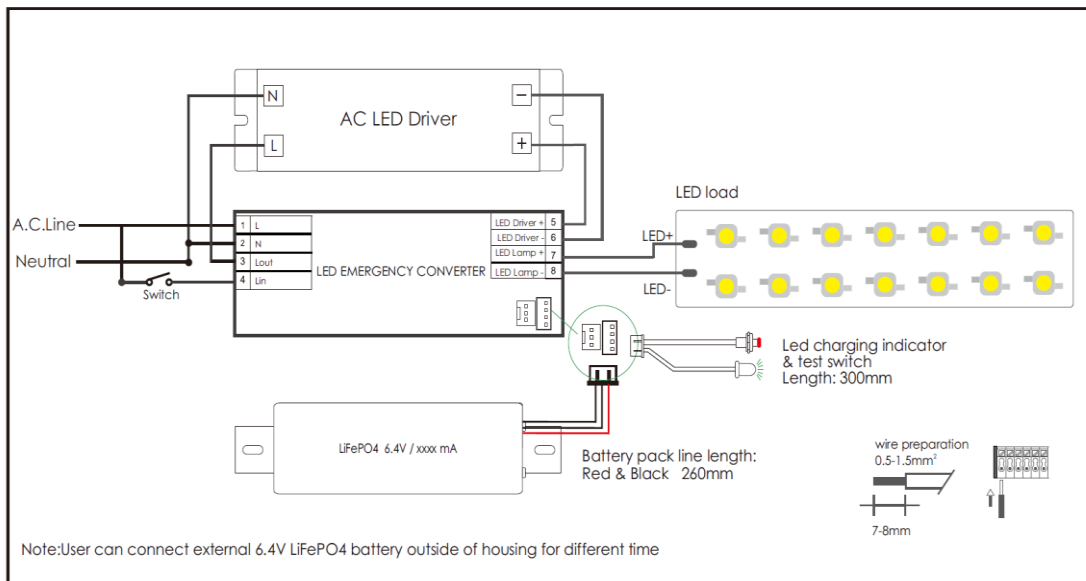 N
AC LED Driver
L
−
+
A.C.Line
Neutral
Switch
1 L
2 N
3 Lout
4 Lin
LED EMERGENCY CONVERTER
LED Driver + 5
LED Driver - 6
LED Lamp + 7
LED Lamp - 8
LED load
LED+
LED-
Led charging indicator
& test switch
Length: 300mm
LiFePO4 6.4V / xxxx mA
Battery pack line length:
Red & Black 260mm
wire preparation
0.5-1.5mm²
7-8mm
Note:User can connect external 6.4V LiFePO4 battery outside of housing for different time